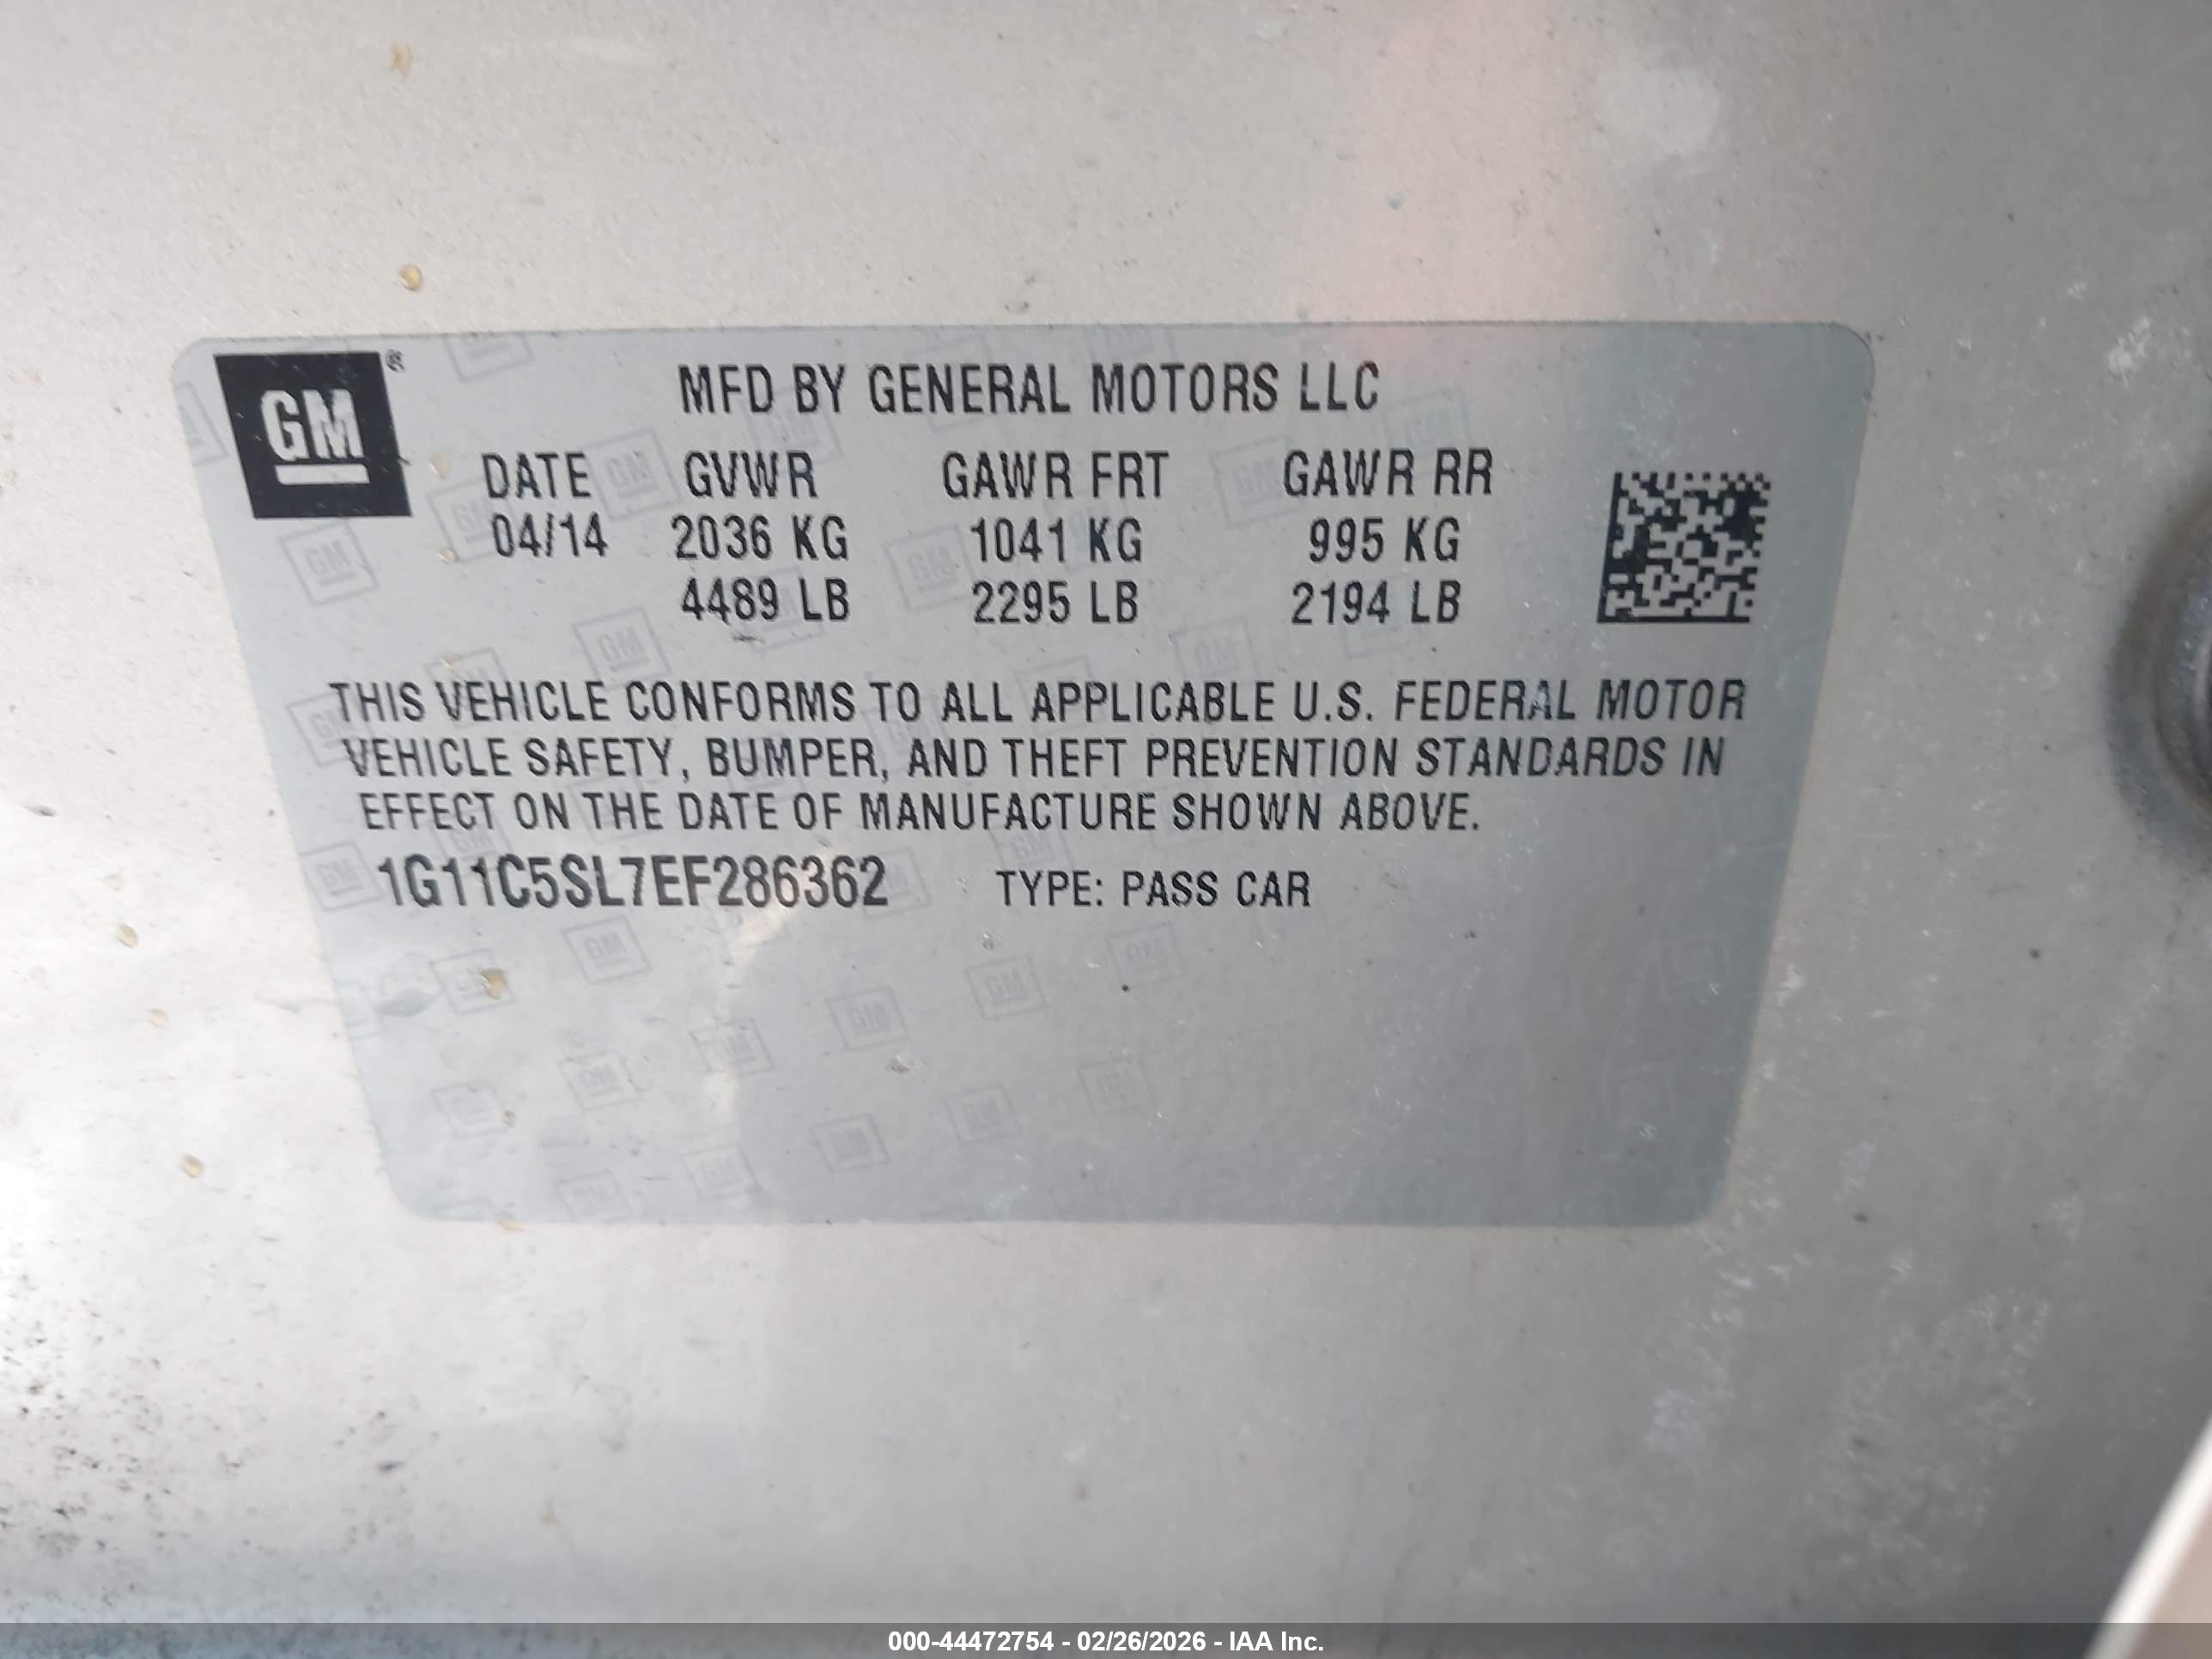 GM
MFD BY GENERAL MOTORS LLC
DATE GVWR GAWR FRT GAWR RR
04/14 2036 KG 1041 KG 995 KG
4489 LB 2295 LB 2194 LB
THIS VEHICLE CONFORMS TO ALL APPLICABLE U.S. FEDERAL MOTOR
VEHICLE SAFETY, BUMPER, AND THEFT PREVENTION STANDARDS IN
EFFECT ON THE DATE OF MANUFACTURE SHOWN ABOVE.
1G11C5SL7EF286362 TYPE: PASS CAR
000-44472754 - 02/26/2026 - IAA Inc.